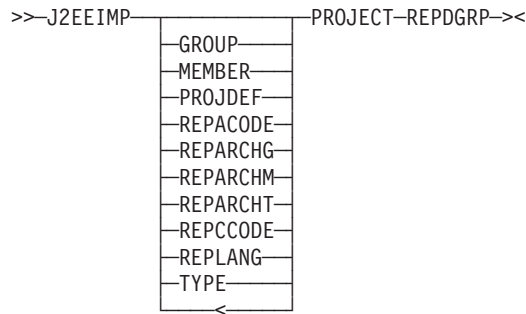 >>─J2EEIMP─┬──────────┬─PROJECT─REPDGRP─><
├─GROUP────┤
├─MEMBER───┤
├─PROJDEF──┤
├─REPACODE─┤
├─REPARCHG─┤
├─REPARCHM─┤
├─REPARCHT─┤
├─REPCCODE─┤
├─REPLANG──┤
├─TYPE─────┤
└────<─────┘